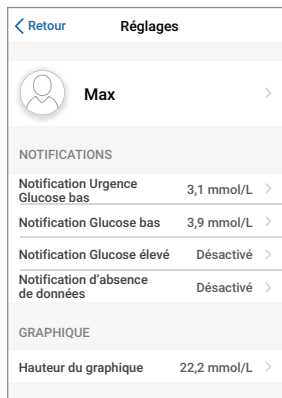 Retour Réglages
Max
NOTIFICATIONS
Notification Urgence
Glucose bas 3,1 mmol/L
Notification Glucose bas 3,9 mmol/L
Notification Glucose élevé Désactivé
Notification d'absence
de données Désactivé
GRAPHIQUE
Hauteur du graphique 22,2 mmol/L